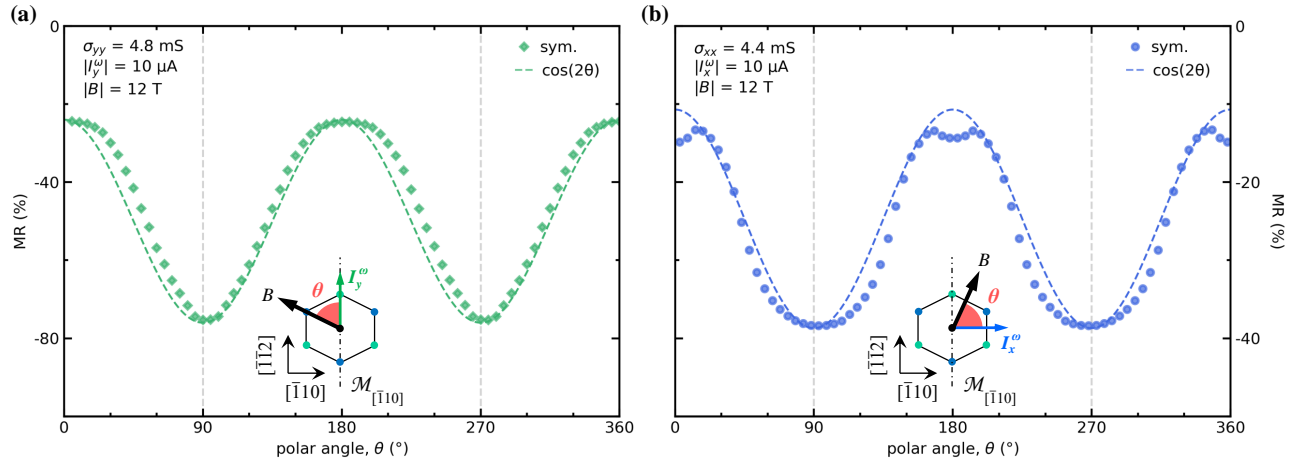 (a)
0
−40
−80
MR (%)
σyy = 4.8 mS
|Iyω| = 10 μA
|B| = 12 T
sym.
cos(2θ)
B
θ
Iyω
[1̅1̅2]
[1̅10]
ℳ[1̅10]
0 90 180 270 360
polar angle, θ (°)
(b)
σxx = 4.4 mS
|Ixω| = 10 μA
|B| = 12 T
sym.
cos(2θ)
B
θ
Ixω
[1̅1̅2]
[1̅10]
ℳ[1̅10]
0
−20
−40
MR (%)
0 90 180 270 360
polar angle, θ (°)